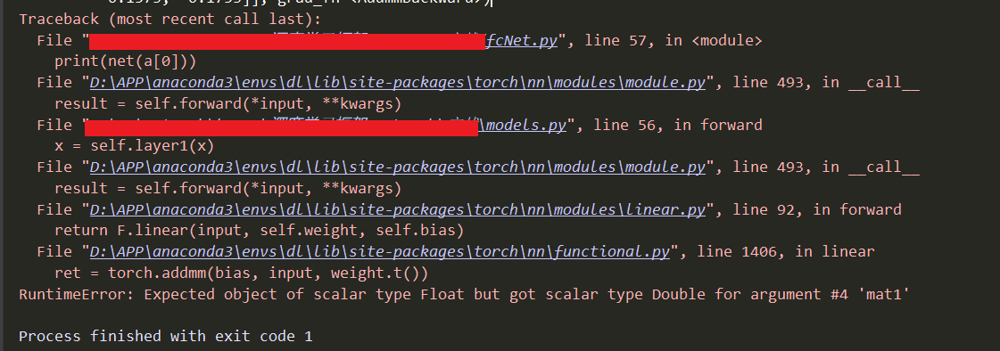 0.1973, -0.1753]], grad_fn=<AddmmBackward>)
Traceback (most recent call last):
File "fcNet.py", line 57, in <module>
print(net(a[0]))
File "D:\APP\anaconda3\envs\dl\lib\site-packages\torch\nn\modules\module.py", line 493, in __call__
result = self.forward(*input, **kwargs)
File "\models.py", line 56, in forward
x = self.layer1(x)
File "D:\APP\anaconda3\envs\dl\lib\site-packages\torch\nn\modules\module.py", line 493, in __call__
result = self.forward(*input, **kwargs)
File "D:\APP\anaconda3\envs\dl\lib\site-packages\torch\nn\modules\linear.py", line 92, in forward
return F.linear(input, self.weight, self.bias)
File "D:\APP\anaconda3\envs\dl\lib\site-packages\torch\nn\functional.py", line 1406, in linear
ret = torch.addmm(bias, input, weight.t())
RuntimeError: Expected object of scalar type Float but got scalar type Double for argument #4 'mat1'
Process finished with exit code 1